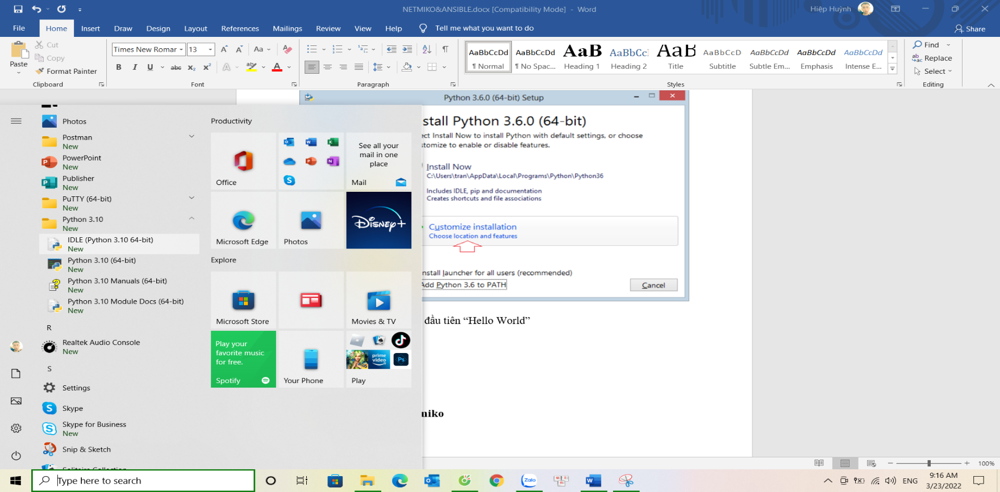 NETMIKO&ANSIBLE.docx [Compatibility Mode] - Word
Hiệp Huỳnh
File Home Insert Draw Design Layout References Mailings Review View Help Tell me what you want to do
Share
Paste
Cut
Copy
Format Painter
Clipboard
Times New Romar 13
Aa
B I U abc x₂ x² A ab A
Font
Paragraph
AaBbCcDd AaBbCcDd AaB AaBbCc AaB AaBbCcD AaBbCcDd AaBbCcDd AaBbCcDd
¶ Normal ¶ No Spac... Heading 1 Heading 2 Title Subtitle Subtle Em... Emphasis Intense E...
Styles
Find
Replace
Select
Editing
Photos
Postman
New
PowerPoint
New
Publisher
New
PuTTY (64-bit)
New
Python 3.10
New
IDLE (Python 3.10 64-bit)
New
Python 3.10 (64-bit)
New
Python 3.10 Manuals (64-bit)
New
Python 3.10 Module Docs (64-bit)
New
R
Realtek Audio Console
New
S
Settings
Skype
Skype for Business
New
Snip & Sketch
Solitaire Collection
Productivity
Office
See all your
mail in one
place
Mail
Microsoft Edge
Photos
Disney+
Explore
Microsoft Store
Movies & TV
Play your
favorite music
for free.
Spotify
Your Phone
prime
video
Ps
Play
Python 3.6.0 (64-bit) Setup
stall Python 3.6.0 (64-bit)
ect Install Now to install Python with default settings, or choose
stomize to enable or disable features.
Install Now
C:\Users\tran\AppData\Local\Programs\Python\Python36
Includes IDLE, pip and documentation
Creates shortcuts and file associations
Customize installation
Choose location and features
nstall launcher for all users (recommended)
Add Python 3.6 to PATH
Cancel
đầu tiên “Hello World”
miko
100%
Type here to search
Zalo
ENG
9:16 AM
3/23/2022